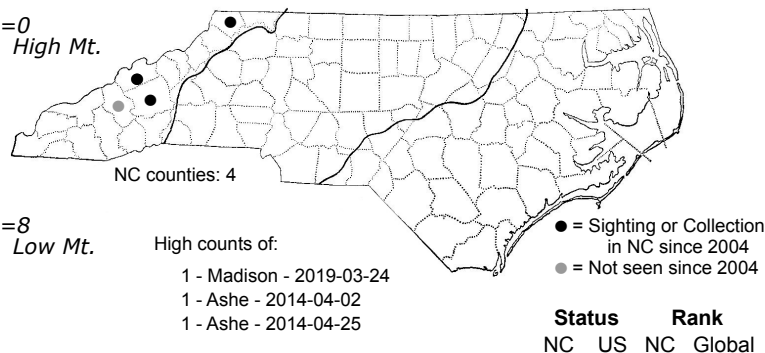 =0
High Mt.
NC counties: 4
=8
Low Mt.
High counts of:
1 - Madison - 2019-03-24
1 - Ashe - 2014-04-02
1 - Ashe - 2014-04-25
= Sighting or Collection
in NC since 2004
= Not seen since 2004
Status Rank
NC US NC Global